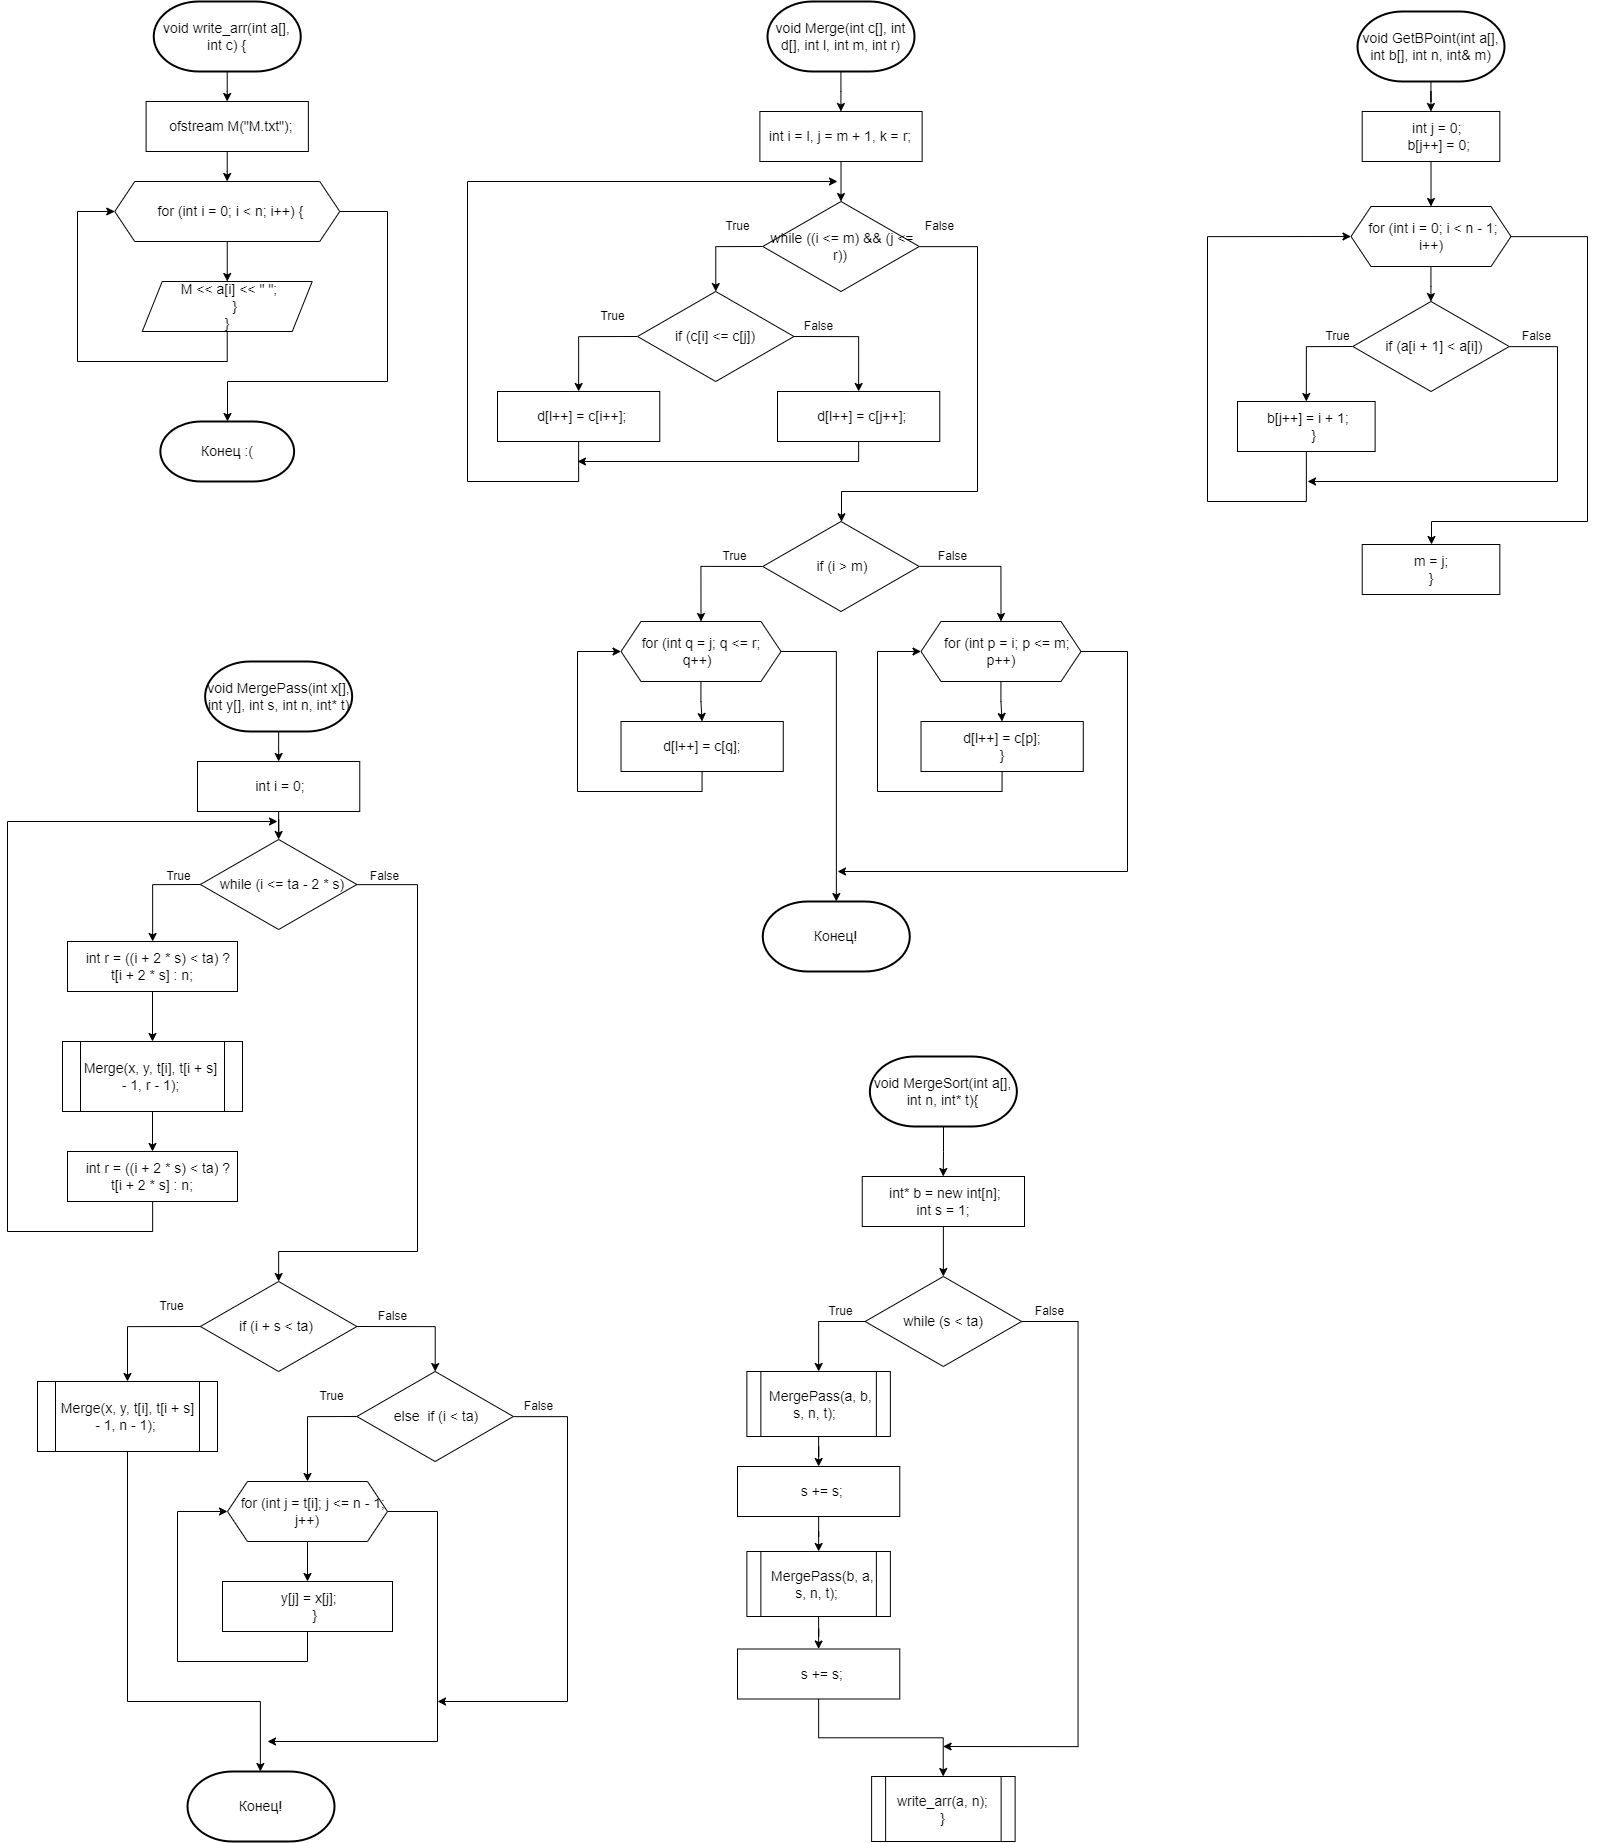 void write_arr(int a[],
int c) {
ofstream M("M.txt");
for (int i = 0; i < n; i++) {
M << a[i] << " ";
}
}
Конец :(
void Merge(int c[], int
d[], int l, int m, int r)
int i = l, j = m + 1, k = r;
True
False
while ((i <= m) && (j <=
r))
True
False
if (c[i] <= c[j])
d[l++] = c[i++];
d[l++] = c[j++];
True
False
if (i > m)
for (int q = j; q <= r;
q++)
for (int p = i; p <= m;
p++)
d[l++] = c[q];
d[l++] = c[p];
}
Конец!
void GetBPoint(int a[],
int b[], int n, int& m)
int j = 0;
b[j++] = 0;
for (int i = 0; i < n - 1;
i++)
True
False
if (a[i + 1] < a[i])
b[j++] = i + 1;
}
m = j;
}
void MergePass(int x[],
int y[], int s, int n, int* t)
int i = 0;
True
False
while (i <= ta - 2 * s)
int r = ((i + 2 * s) < ta) ?
t[i + 2 * s] : n;
Merge(x, y, t[i], t[i + s]
- 1, r - 1);
int r = ((i + 2 * s) < ta) ?
t[i + 2 * s] : n;
True
False
if (i + s < ta)
Merge(x, y, t[i], t[i + s]
- 1, n - 1);
True
False
else  if (i < ta)
for (int j = t[i]; j <= n - 1;
j++)
y[j] = x[j];
}
Конец!
void MergeSort(int a[],
int n, int* t){
int* b = new int[n];
int s = 1;
True
False
while (s < ta)
MergePass(a, b,
s, n, t);
s += s;
MergePass(b, a,
s, n, t);
s += s;
write_arr(a, n);
}